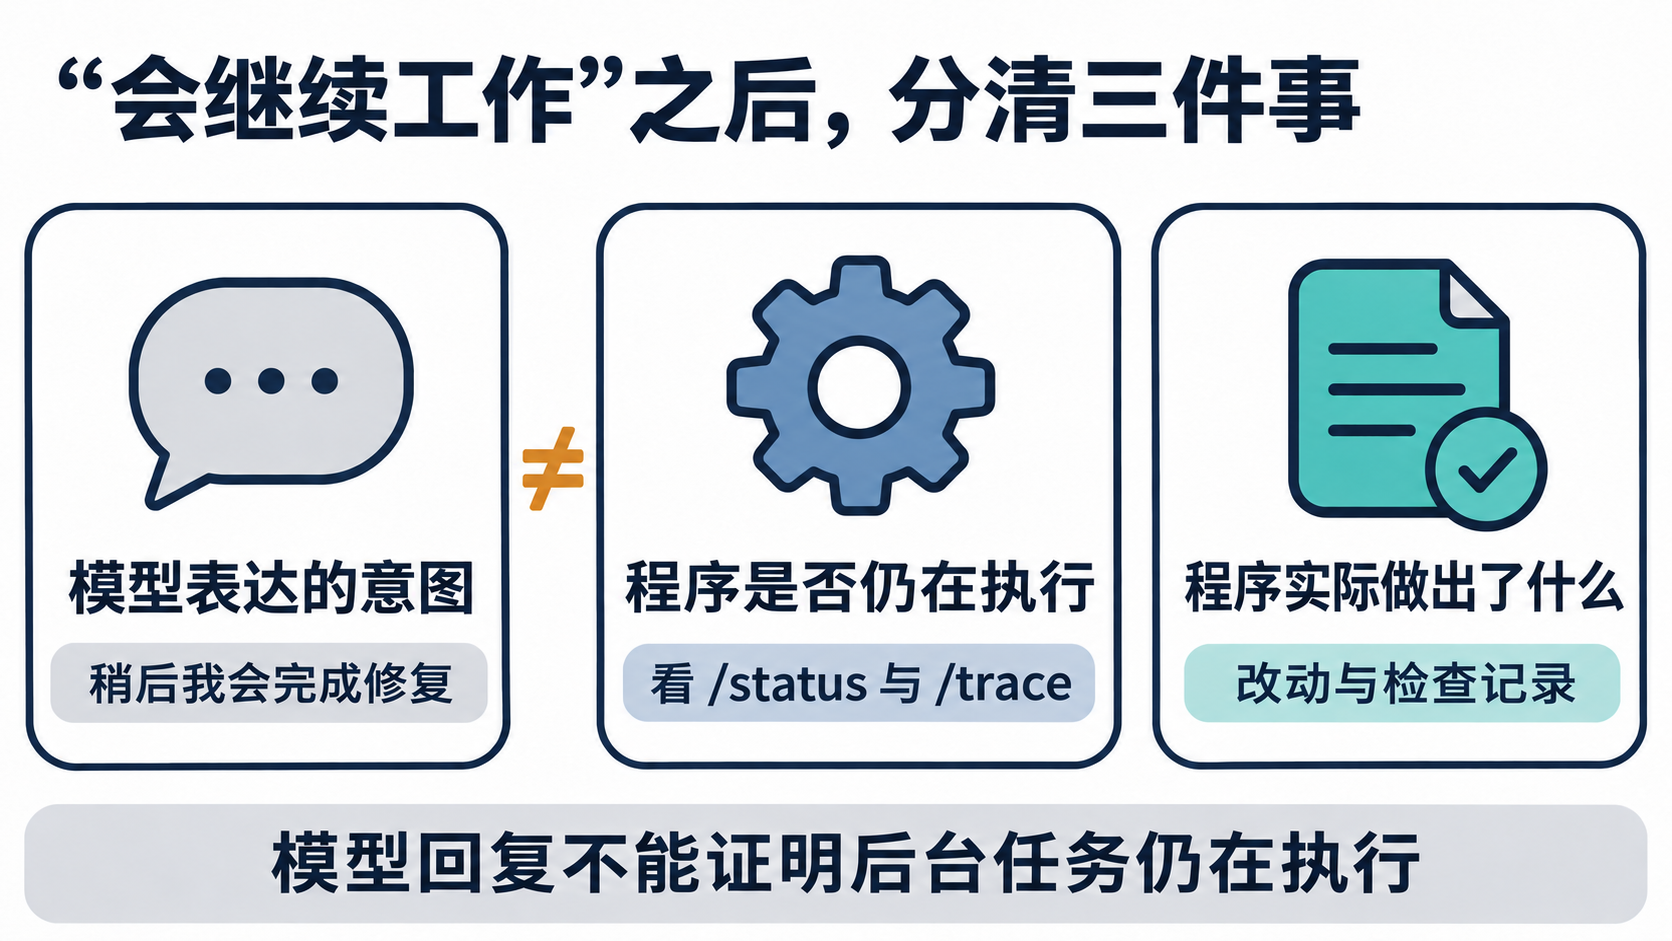 “会继续工作”之后，分清三件事
≠
模型表达的意图
稍后我会完成修复
程序是否仍在执行
看 /status 与 /trace
程序实际做出了什么
改动与检查记录
模型回复不能证明后台任务仍在执行